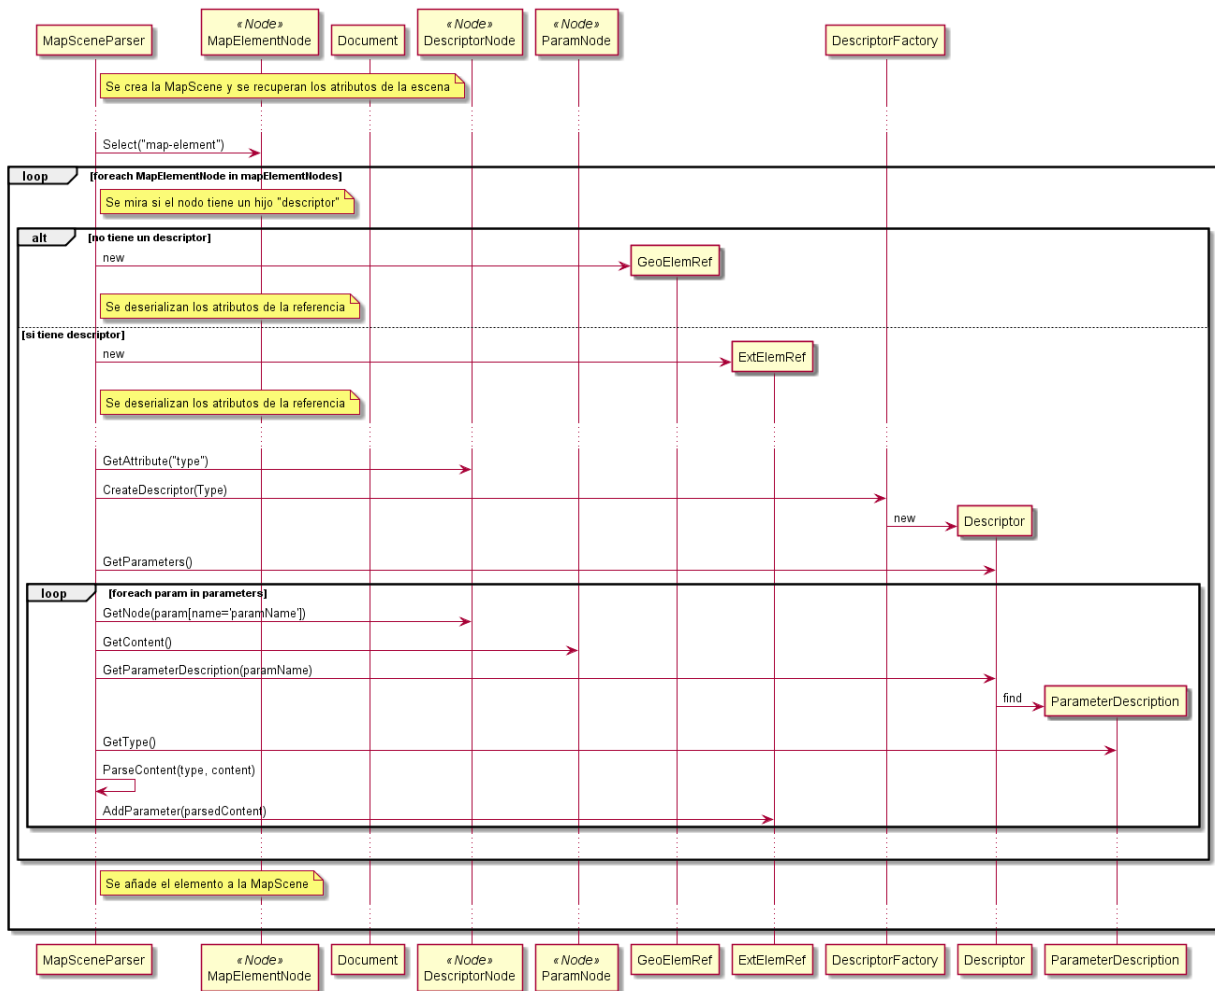 MapSceneParser
«Node»
MapElementNode
Document
«Node»
DescriptorNode
«Node»
ParamNode
DescriptorFactory
Se crea la MapScene y se recuperan los atributos de la escena
Select("map-element")
loop [foreach MapElementNode in mapElementNodes]
Se mira si el nodo tiene un hijo "descriptor"
alt [no tiene un descriptor]
new
GeoElemRef
Se deserializan los atributos de la referencia
[si tiene descriptor]
new
ExtElemRef
Se deserializan los atributos de la referencia
GetAttribute("type")
CreateDescriptor(Type)
new
Descriptor
GetParameters()
loop [foreach param in parameters]
GetNode(param[name='paramName'])
GetContent()
GetParameterDescription(paramName)
find
ParameterDescription
GetType()
ParseContent(type, content)
AddParameter(parsedContent)
Se añade el elemento a la MapScene
MapSceneParser
«Node»
MapElementNode
Document
«Node»
DescriptorNode
«Node»
ParamNode
GeoElemRef
ExtElemRef
DescriptorFactory
Descriptor
ParameterDescription